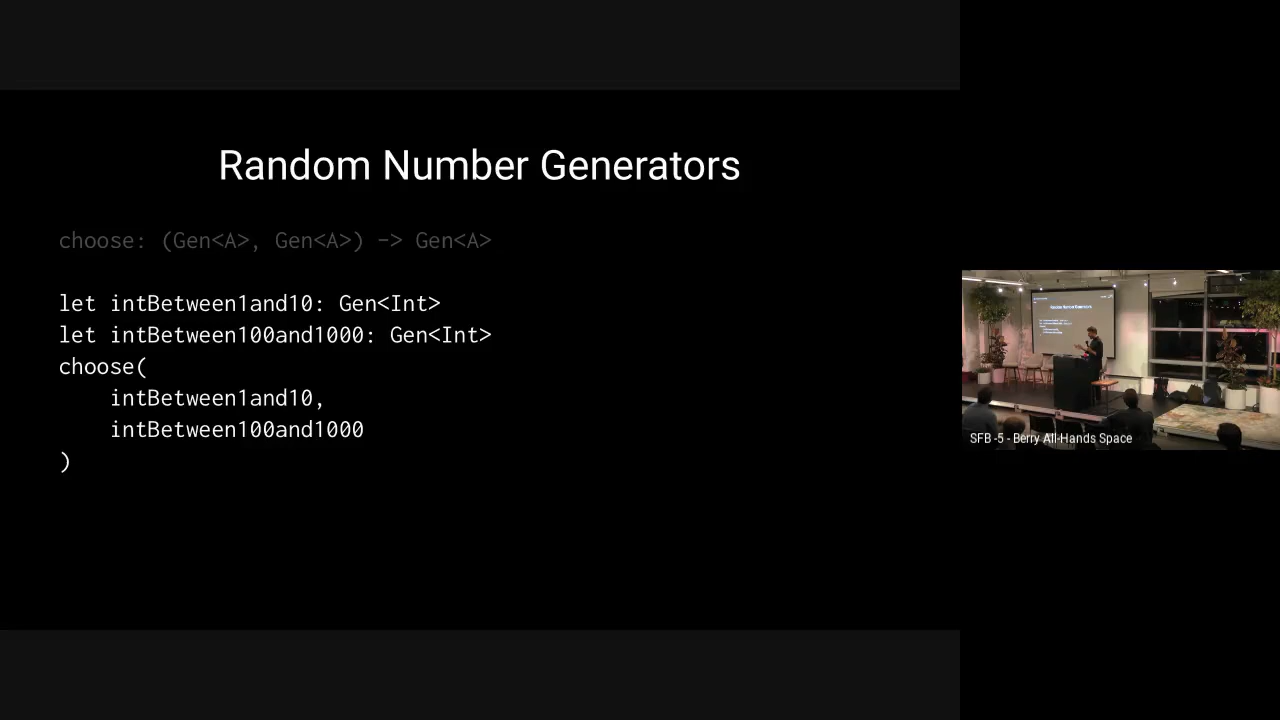 Random Number Generators
choose: (Gen<A>, Gen<A>) -> Gen<A>
let intBetween1and10: Gen<Int>
let intBetween100and1000: Gen<Int>
choose(
    intBetween1and10,
    intBetween100and1000
)
SFB -5 - Berry All-Hands Space